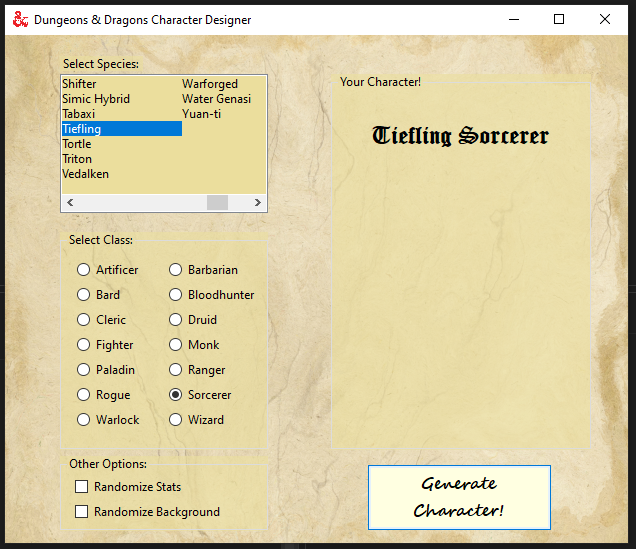 Dungeons & Dragons Character Designer
Select Species:
Shifter
Simic Hybrid
Tabaxi
Tiefling
Tortle
Triton
Vedalken
Warforged
Water Genasi
Yuan-ti
Select Class:
Artificer
Barbarian
Bard
Bloodhunter
Cleric
Druid
Fighter
Monk
Paladin
Ranger
Rogue
Sorcerer
Warlock
Wizard
Other Options:
Randomize Stats
Randomize Background
Your Character!
Tiefling Sorcerer
Generate
Character!